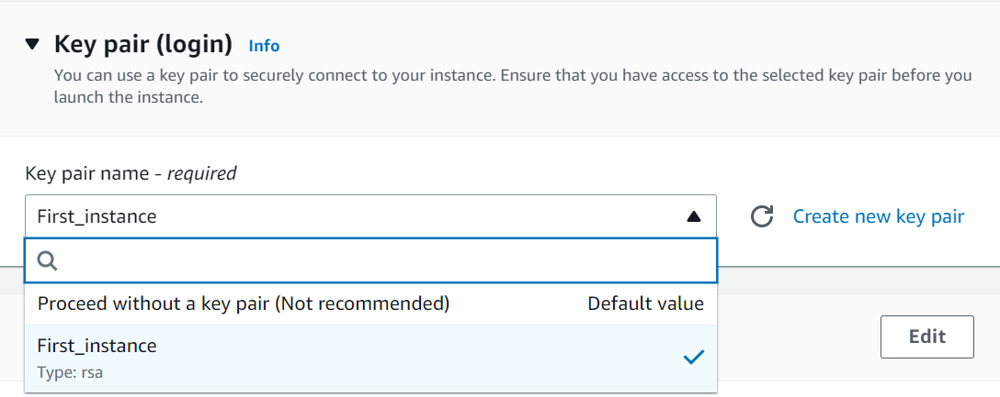 Key pair (login) Info
You can use a key pair to securely connect to your instance. Ensure that you have access to the selected key pair before you
launch the instance.
Key pair name - required
First_instance
Create new key pair
Proceed without a key pair (Not recommended) Default value
First_instance
Type: rsa
Edit